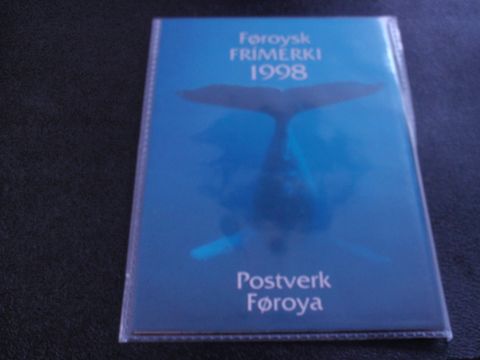 Føroysk
FRÍMERKI
1998
Postverk
Føroya